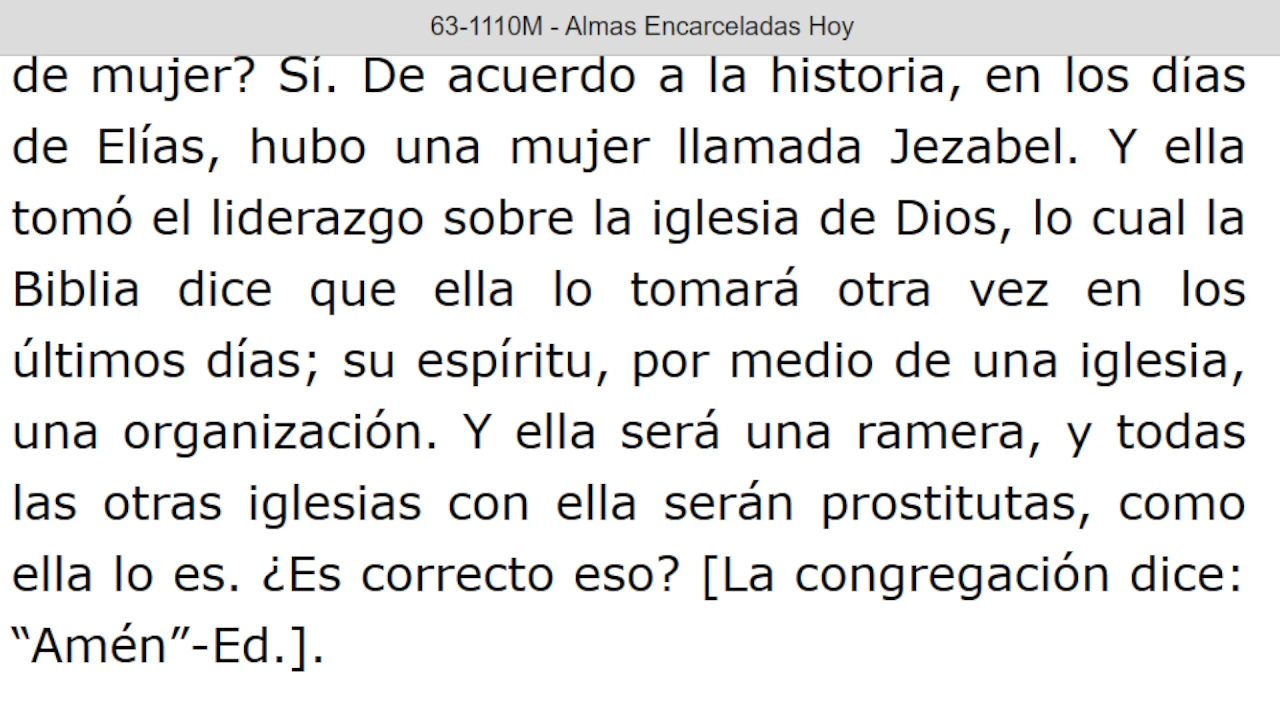 63-1110M - Almas Encarceladas Hoy
de mujer? Sí. De acuerdo a la historia, en los días
de Elías, hubo una mujer llamada Jezabel. Y ella
tomó el liderazgo sobre la iglesia de Dios, lo cual la
Biblia dice que ella lo tomará otra vez en los
últimos días; su espíritu, por medio de una iglesia,
una organización. Y ella será una ramera, y todas
las otras iglesias con ella serán prostitutas, como
ella lo es. ¿Es correcto eso? [La congregación dice:
“Amén”-Ed.].